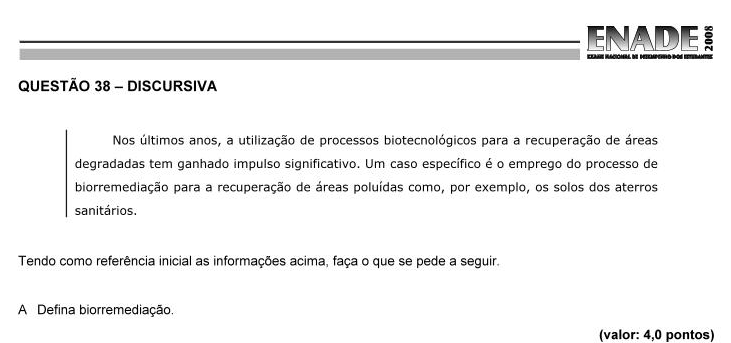 ENADE 2008
EXAME NACIONAL DE DESEMPENHO DOS ESTUDANTES
QUESTÃO 38 – DISCURSIVA
Nos últimos anos, a utilização de processos biotecnológicos para a recuperação de áreas
degradadas tem ganhado impulso significativo. Um caso específico é o emprego do processo de
biorremediação para a recuperação de áreas poluídas como, por exemplo, os solos dos aterros
sanitários.
Tendo como referência inicial as informações acima, faça o que se pede a seguir.
A Defina biorremediação.
(valor: 4,0 pontos)